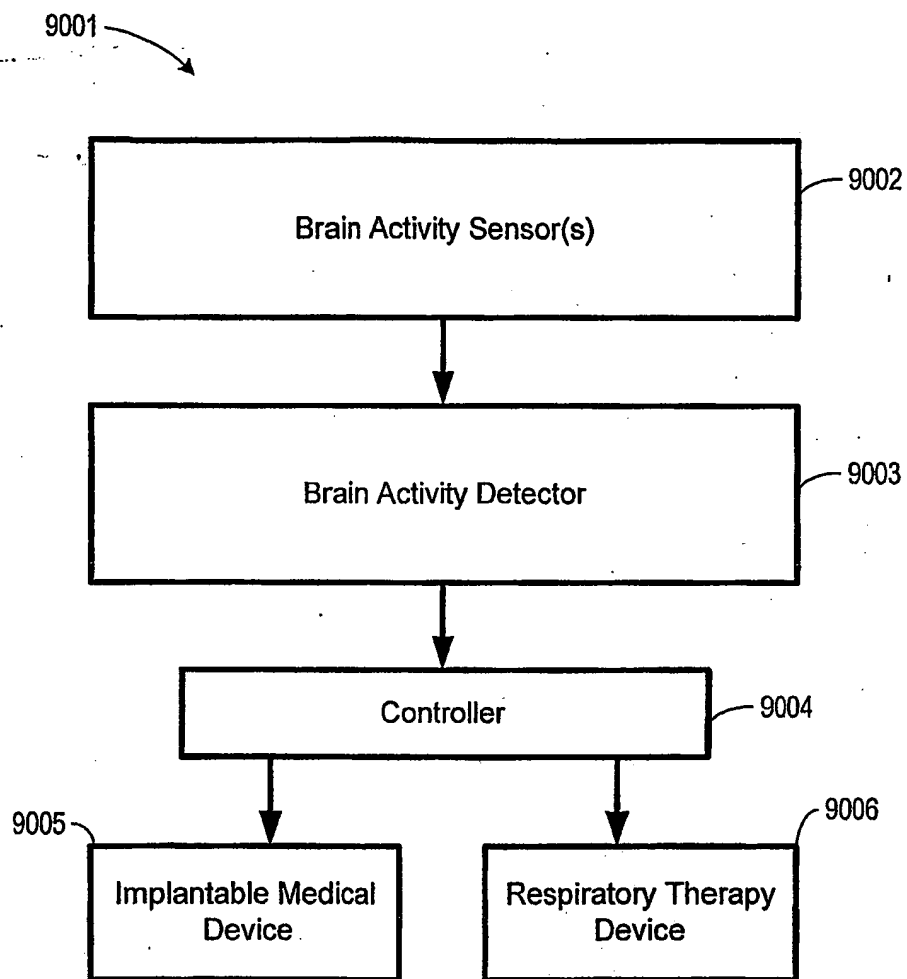 9001
9002
Brain Activity Sensor(s)
9003
Brain Activity Detector
Controller
9004
9005
9006
Implantable Medical
Device
Respiratory Therapy
Device